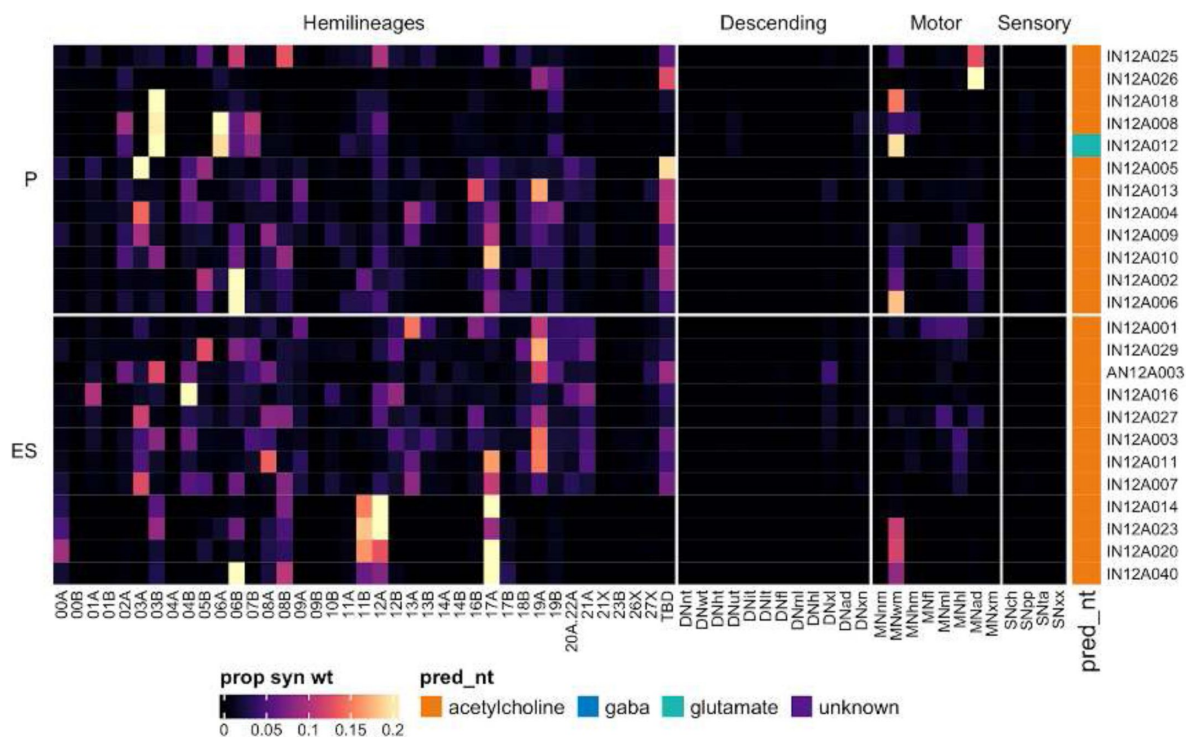 Hemilineages Descending Motor Sensory
P
ES
IN12A025
IN12A026
IN12A018
IN12A008
IN12A012
IN12A005
IN12A013
IN12A004
IN12A009
IN12A010
IN12A002
IN12A006
IN12A001
IN12A029
AN12A003
IN12A016
IN12A027
IN12A003
IN12A011
IN12A007
IN12A014
IN12A023
IN12A020
IN12A040
00A
00B
01A
01B
02A
03A
03B
04A
04B
05B
06A
06B
07B
08A
08B
09A
09B
10B
11A
11B
12A
12B
13A
13B
14A
14B
16B
17A
17B
18B
19A
19B
20A.22A
21A
21X
23B
26X
27X
TBD
DNnt
DNwt
DNht
DNut
DNit
DNlt
DNfl
DNml
DNhl
DNxl
DNad
DNxn
MNnm
MNwm
MNhm
MNfl
MNml
MNhl
MNad
MNxm
SNch
SNpp
SNta
SNxx
pred_nt
prop syn wt
0 0.05 0.1 0.15 0.2
pred_nt
acetylcholine gaba glutamate unknown